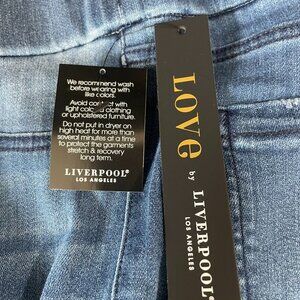 We recommend wash
before wearing with
like colors.
Avoid contact with
light colored clothing
or upholstered furniture.
Do not put in dryer on
high heat for more than
several minutes at a time
to protect the garments
stretch & recovery
long term.
LIVERPOOL
LOS ANGELES
LOVE
by
LIVERPOOL
LOS ANGELES